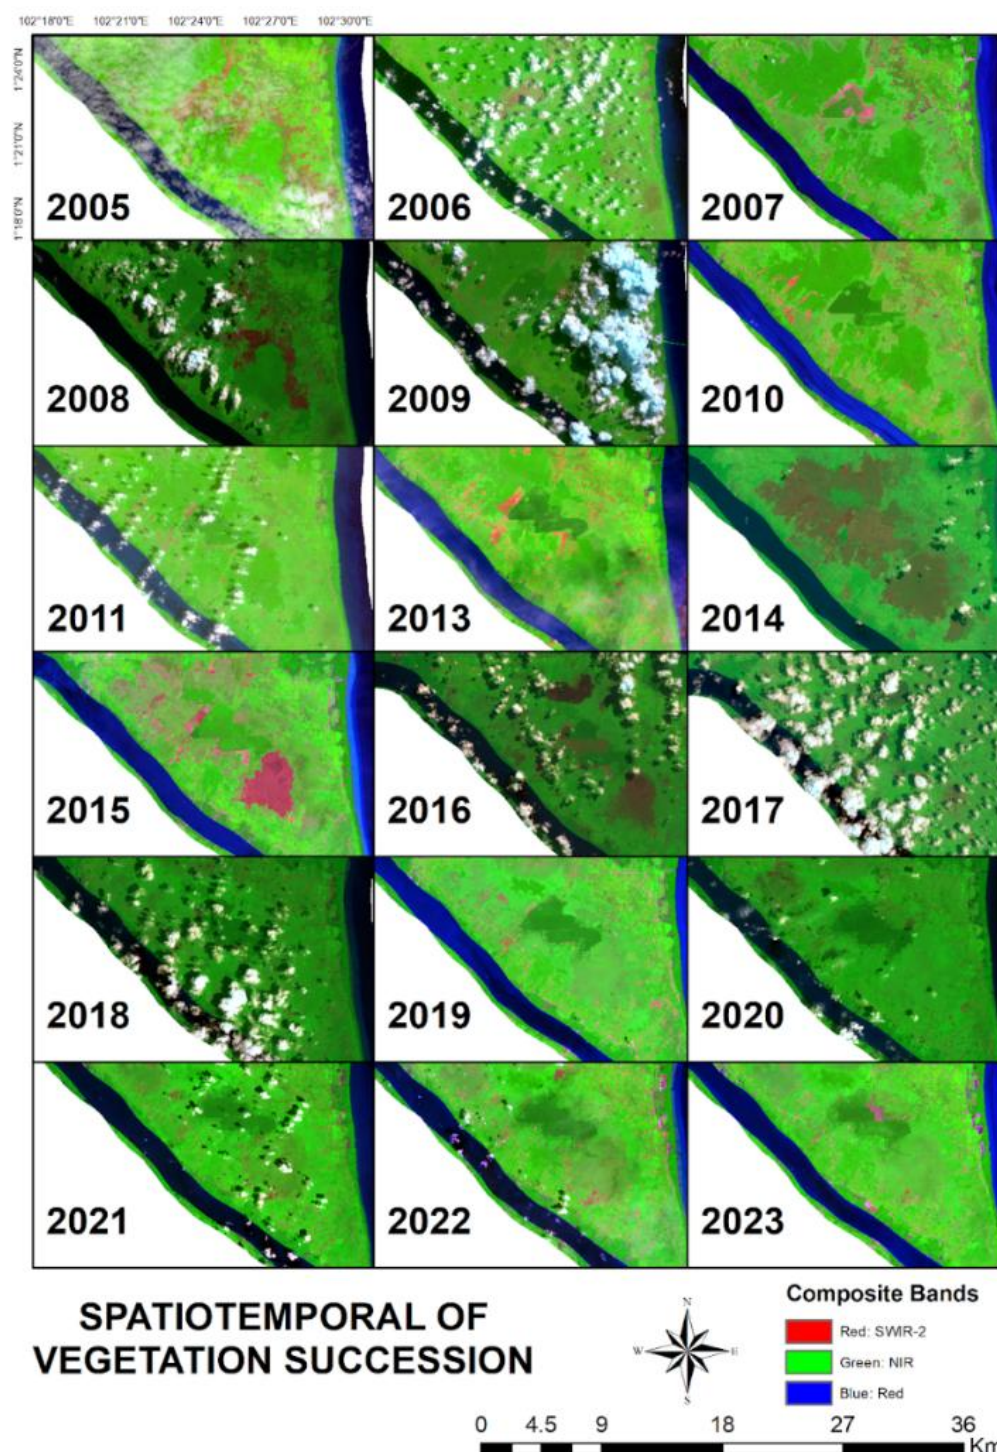 102°18'0"E 102°21'0"E 102°24'0"E 102°27'0"E 102°30'0"E
1°24'0"N
1°21'0"N
1°18'0"N
2005 2006 2007
2008 2009 2010
2011 2013 2014
2015 2016 2017
2018 2019 2020
2021 2022 2023
SPATIOTEMPORAL OF
VEGETATION SUCCESSION
N
W E
S
Composite Bands
Red: SWIR-2
Green: NIR
Blue: Red
0 4.5 9 18 27 36
Km